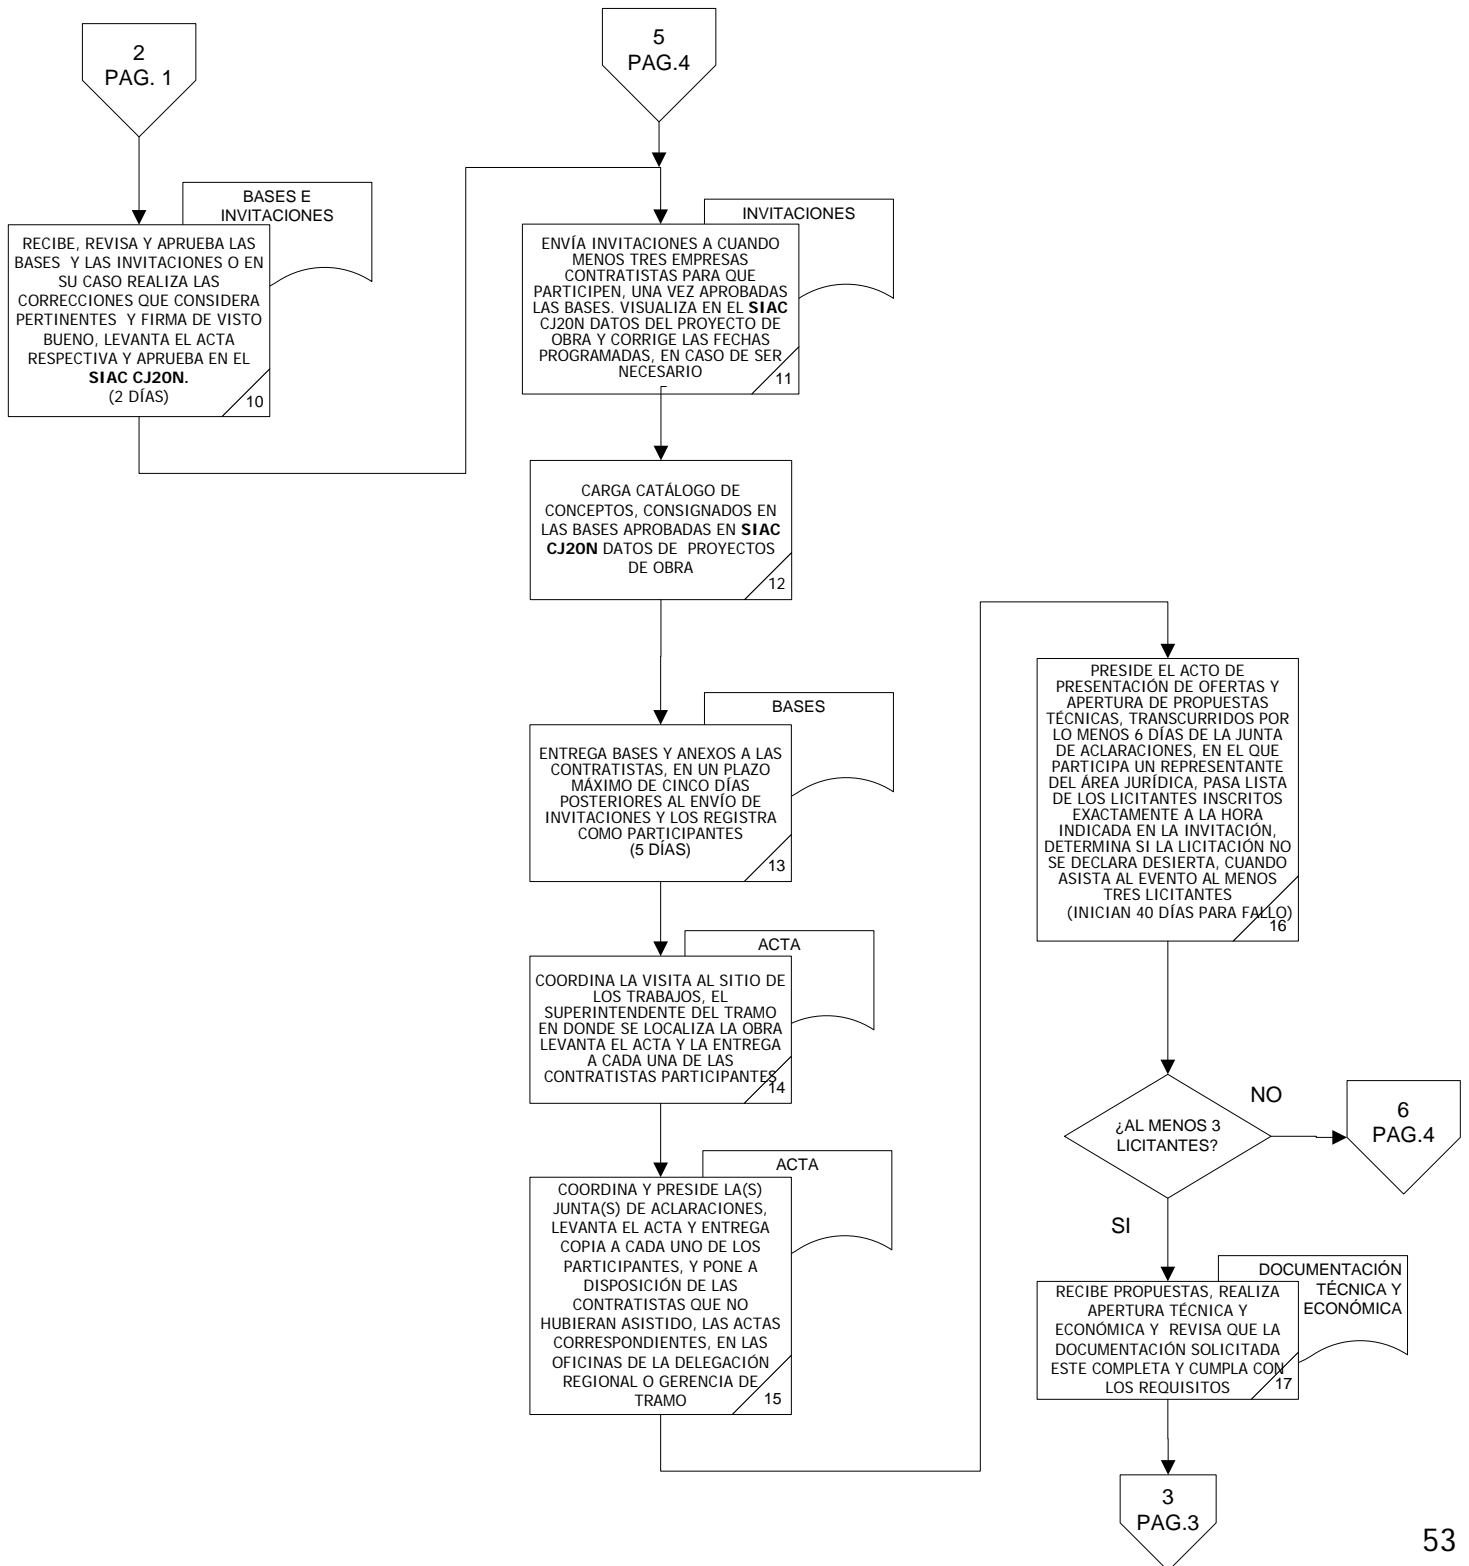 2
PAG. 1
BASES E
INVITACIONES
RECIBE, REVISA Y APRUEBA LAS
BASES Y LAS INVITACIONES O EN
SU CASO REALIZA LAS
CORRECCIONES QUE CONSIDERA
PERTINENTES Y FIRMA DE VISTO
BUENO, LEVANTA EL ACTA
RESPECTIVA Y APRUEBA EN EL
SIAC CJ20N.
(2 DÍAS)
10
5
PAG.4
INVITACIONES
ENVÍA INVITACIONES A CUANDO
MENOS TRES EMPRESAS
CONTRATISTAS PARA QUE
PARTICIPEN, UNA VEZ APROBADAS
LAS BASES. VISUALIZA EN EL SIAC
CJ20N DATOS DEL PROYECTO DE
OBRA Y CORRIGE LAS FECHAS
PROGRAMADAS, EN CASO DE SER
NECESARIO
11
CARGA CATÁLOGO DE
CONCEPTOS, CONSIGNADOS EN
LAS BASES APROBADAS EN SIAC
CJ20N DATOS DE PROYECTOS
DE OBRA
12
BASES
ENTREGA BASES Y ANEXOS A LAS
CONTRATISTAS, EN UN PLAZO
MÁXIMO DE CINCO DÍAS
POSTERIORES AL ENVÍO DE
INVITACIONES Y LOS REGISTRA
COMO PARTICIPANTES
(5 DÍAS)
13
ACTA
COORDINA LA VISITA AL SITIO DE
LOS TRABAJOS, EL
SUPERINTENDENTE DEL TRAMO
EN DONDE SE LOCALIZA LA OBRA
LEVANTA EL ACTA Y LA ENTREGA
A CADA UNA DE LAS
CONTRATISTAS PARTICIPANTES
14
ACTA
COORDINA Y PRESIDE LA(S)
JUNTA(S) DE ACLARACIONES,
LEVANTA EL ACTA Y ENTREGA
COPIA A CADA UNO DE LOS
PARTICIPANTES, Y PONE A
DISPOSICIÓN DE LAS
CONTRATISTAS QUE NO
HUBIERAN ASISTIDO, LAS ACTAS
CORRESPONDIENTES, EN LAS
OFICINAS DE LA DELEGACIÓN
REGIONAL O GERENCIA DE
TRAMO
15
PRESIDE EL ACTO DE
PRESENTACIÓN DE OFERTAS Y
APERTURA DE PROPUESTAS
TÉCNICAS, TRANSCURRIDOS POR
LO MENOS 6 DÍAS DE LA JUNTA
DE ACLARACIONES, EN EL QUE
PARTICIPA UN REPRESENTANTE
DEL ÁREA JURÍDICA, PASA LISTA
DE LOS LICITANTES INSCRITOS
EXACTAMENTE A LA HORA
INDICADA EN LA INVITACIÓN,
DETERMINA SI LA LICITACIÓN NO
SE DECLARA DESIERTA, CUANDO
ASISTA AL EVENTO AL MENOS
TRES LICITANTES
(INICIAN 40 DÍAS PARA FALLO)
16
¿AL MENOS 3
LICITANTES?
NO
6
PAG.4
SI
DOCUMENTACIÓN
TÉCNICA Y
ECONÓMICA
RECIBE PROPUESTAS, REALIZA
APERTURA TÉCNICA Y
ECONÓMICA Y REVISA QUE LA
DOCUMENTACIÓN SOLICITADA
ESTE COMPLETA Y CUMPLA CON
LOS REQUISITOS
17
3
PAG.3
53